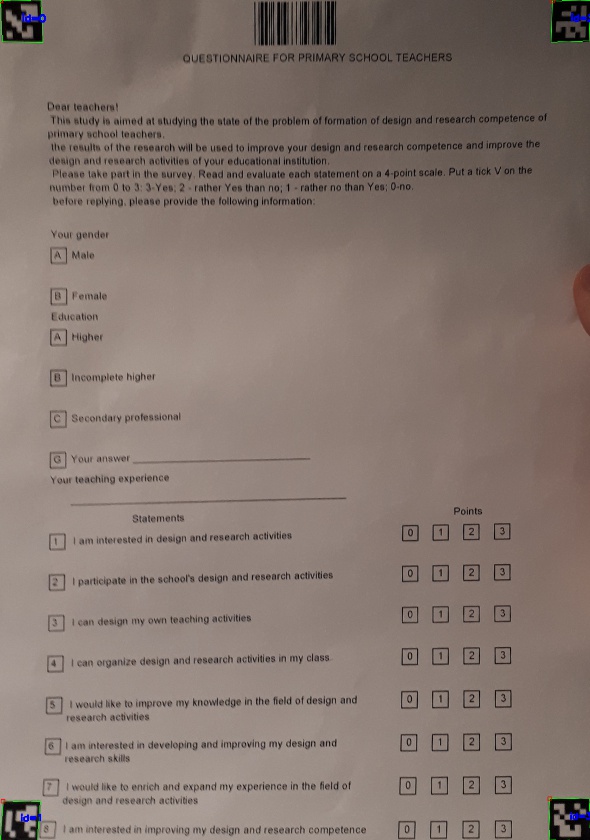 QUESTIONNAIRE FOR PRIMARY SCHOOL TEACHERS
Dear teachers!
This study is aimed at studying the state of the problem of formation of design and research competence of
primary school teachers.
the results of the research will be used to improve your design and research competence and improve the
design and research activities of your educational institution.
Please take part in the survey. Read and evaluate each statement on a 4-point scale. Put a tick V on the
number from 0 to 3: 3-Yes; 2 - rather Yes than no; 1 - rather no than Yes; 0-no.
before replying, please provide the following information:
Your gender
A Male
B Female
Education
A Higher
B Incomplete higher
C Secondary professional
G Your answer
Your teaching experience
Statements Points
1 I am interested in design and research activities 0 1 2 3
2 I participate in the school's design and research activities 0 1 2 3
3 I can design my own teaching activities 0 1 2 3
4 I can organize design and research activities in my class 0 1 2 3
5 I would like to improve my knowledge in the field of design and 0 1 2 3
research activities
6 I am interested in developing and improving my design and 0 1 2 3
research skills
7 I would like to enrich and expand my experience in the field of 0 1 2 3
design and research activities
8 I am interested in improving my design and research competence 0 1 2 3